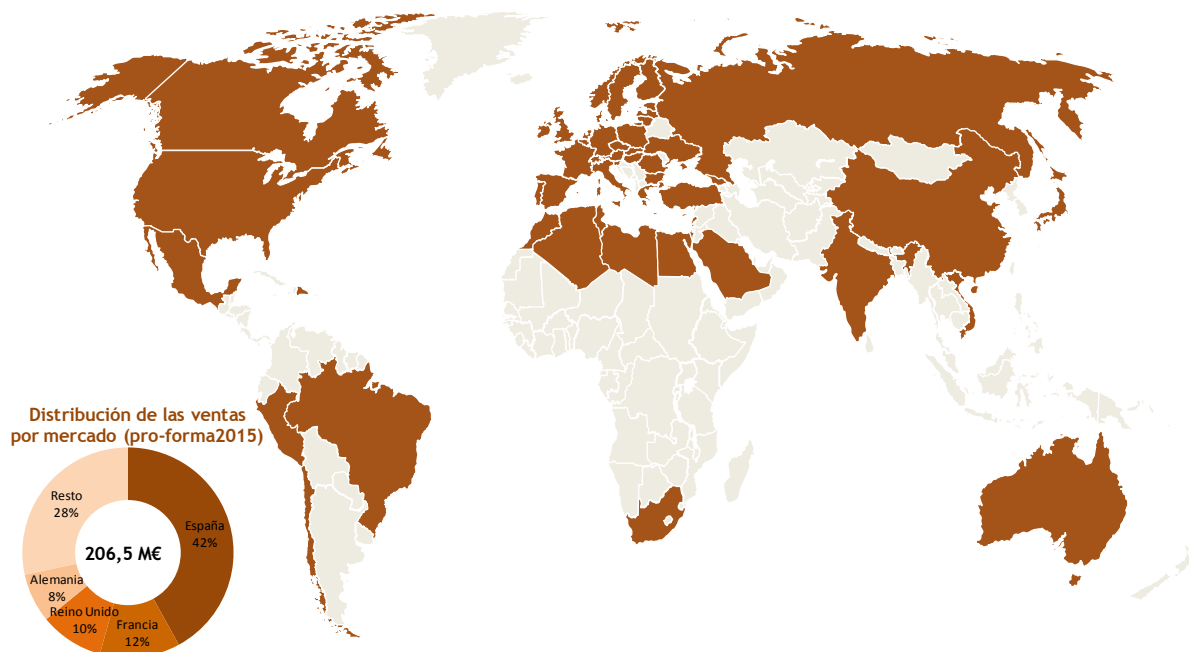 Distribución de las ventas
por mercado (pro-forma2015)
Resto
28%
España
42%
206,5 M€
Alemania
8%
Reino Unido
10%
Francia
12%